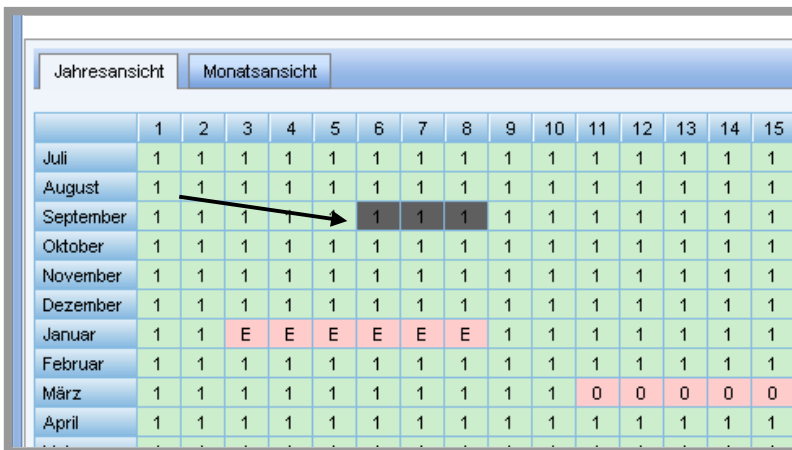 Jahresansicht Monatsansicht
1 2 3 4 5 6 7 8 9 10 11 12 13 14 15
Juli 1 1 1 1 1 1 1 1 1 1 1 1 1 1 1
August 1 1 1 1 1 1 1 1 1 1 1 1 1 1 1
September 1 1 1 1 1 1 1 1 1 1 1 1 1 1 1
Oktober 1 1 1 1 1 1 1 1 1 1 1 1 1 1 1
November 1 1 1 1 1 1 1 1 1 1 1 1 1 1 1
Dezember 1 1 1 1 1 1 1 1 1 1 1 1 1 1 1
Januar 1 1 E E E E E E 1 1 1 1 1 1 1
Februar 1 1 1 1 1 1 1 1 1 1 1 1 1 1 1
März 1 1 1 1 1 1 1 1 1 1 0 0 0 0 0
April 1 1 1 1 1 1 1 1 1 1 1 1 1 1 1